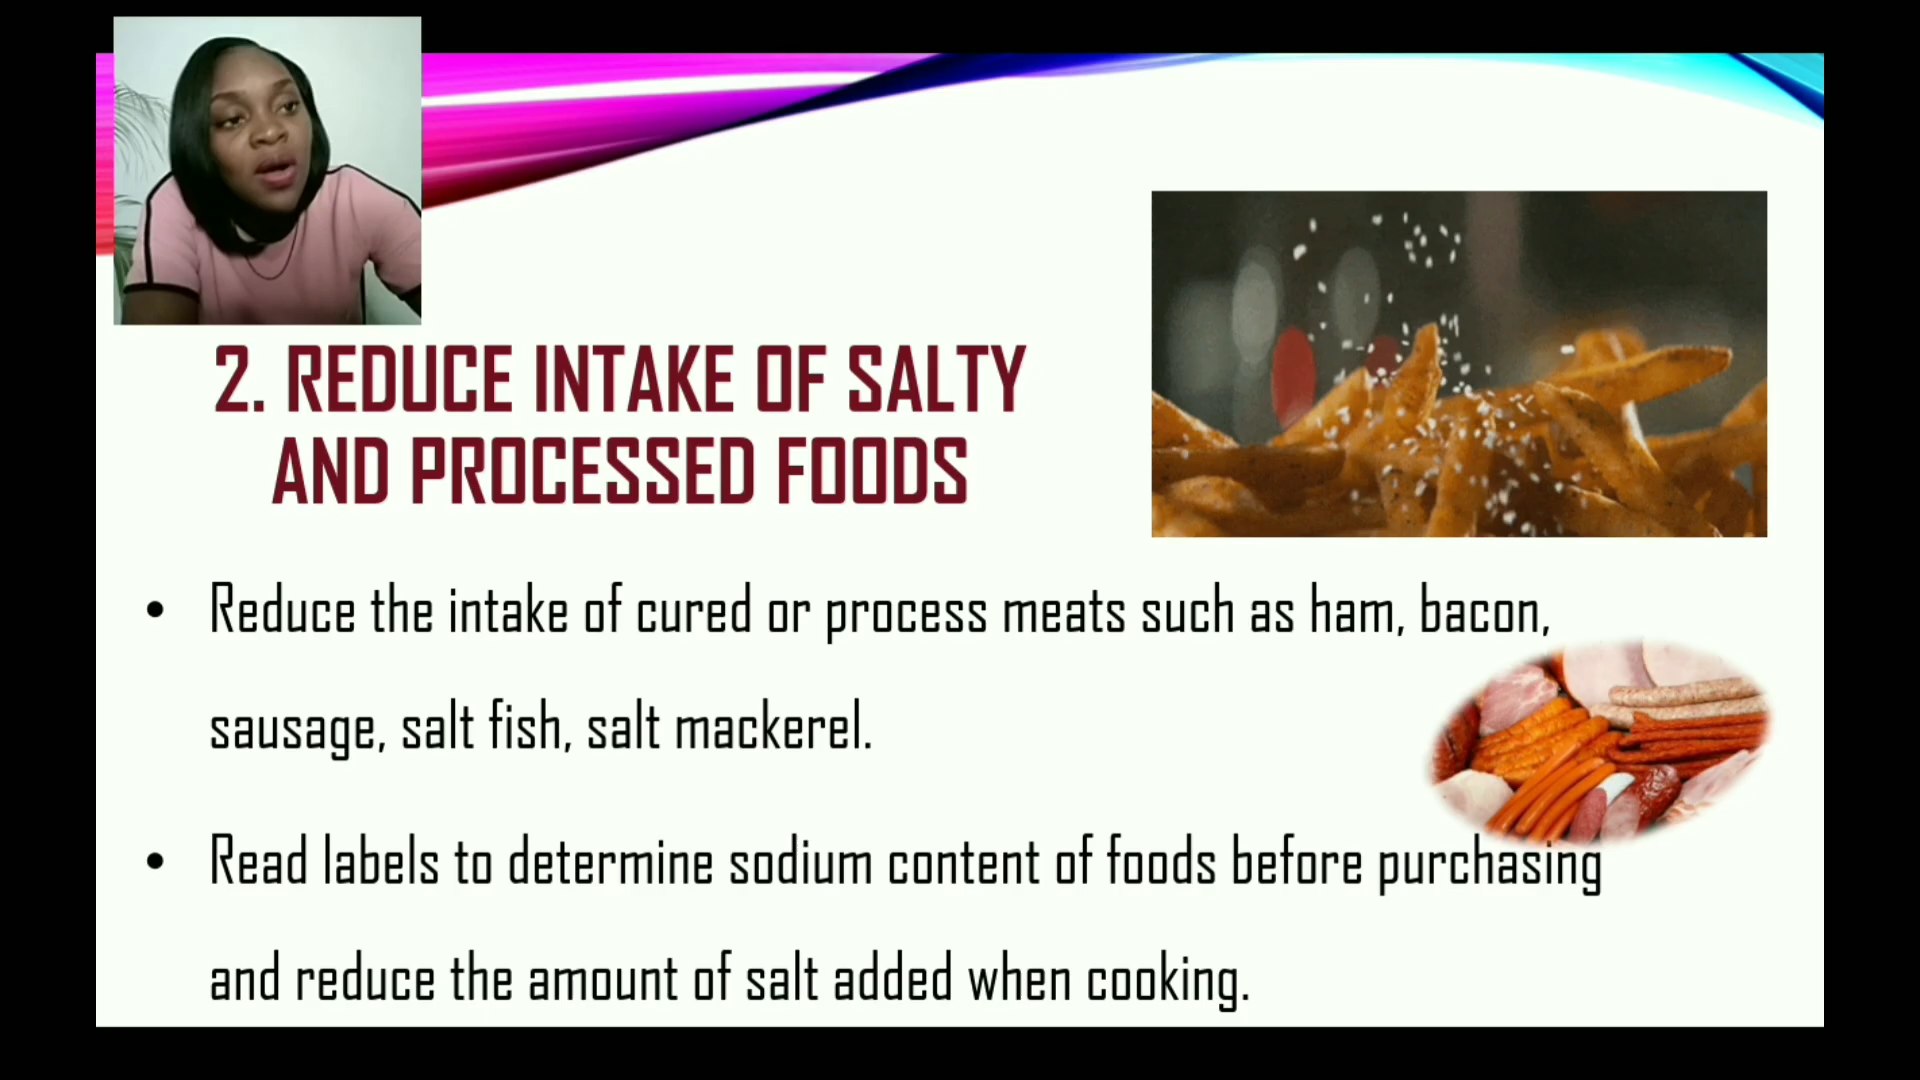 2. REDUCE INTAKE OF SALTY
AND PROCESSED FOODS
• Reduce the intake of cured or process meats such as ham, bacon,
sausage, salt fish, salt mackerel.
• Read labels to determine sodium content of foods before purchasing
and reduce the amount of salt added when cooking.